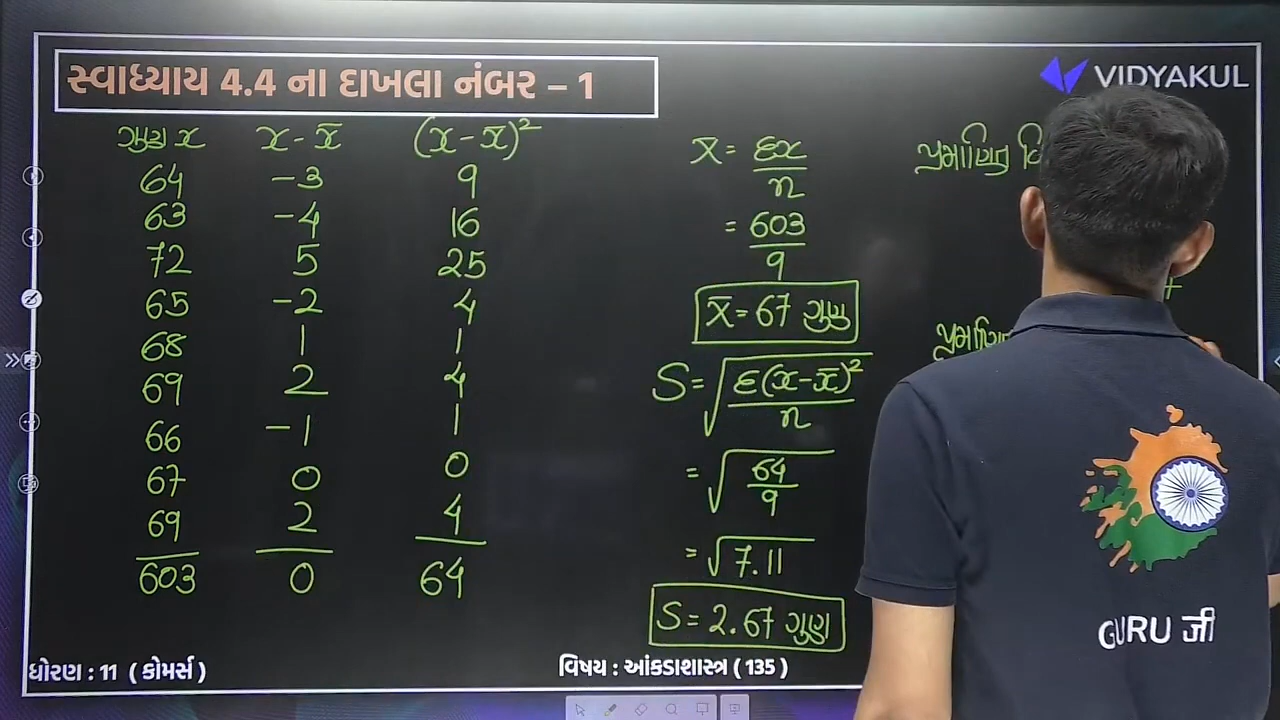 સ્વાધ્યાય 4.4 ના દાખલા નંબર – 1
VIDYAKUL
ગુણ x x - x̄ (x - x̄)²
64 -3 9
63 -4 16
72 5 25
65 -2 4
68 1 1
69 2 4
66 -1 1
67 0 0
69 2 4
603 0 64
x̄ = Σx/n
= 603/9
x̄ = 67 ગુણ
S = √(Σ(x-x̄)²/n)
= √(64/9)
= √7.11
S = 2.67 ગુણ
પ્રમાણિત
+
GURU जी
ધોરણ : 11 ( કોમર્સ )
વિષય : આંકડાશાસ્ત્ર ( 135 )